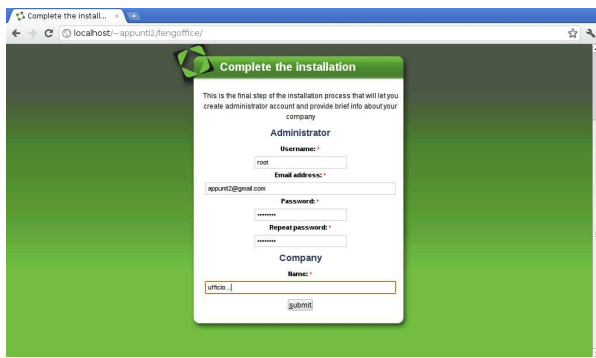 Complete the install...
localhost/~appunti2/fengoffice/
Complete the installation
This is the final step of the installation process that will let you
create administrator account and provide brief info about your
company
Administrator
Username: *
root
Email address: *
appunti2@gmail.com
Password: *
••••••••
Repeat password: *
••••••••
Company
Name: *
ufficio...
submit